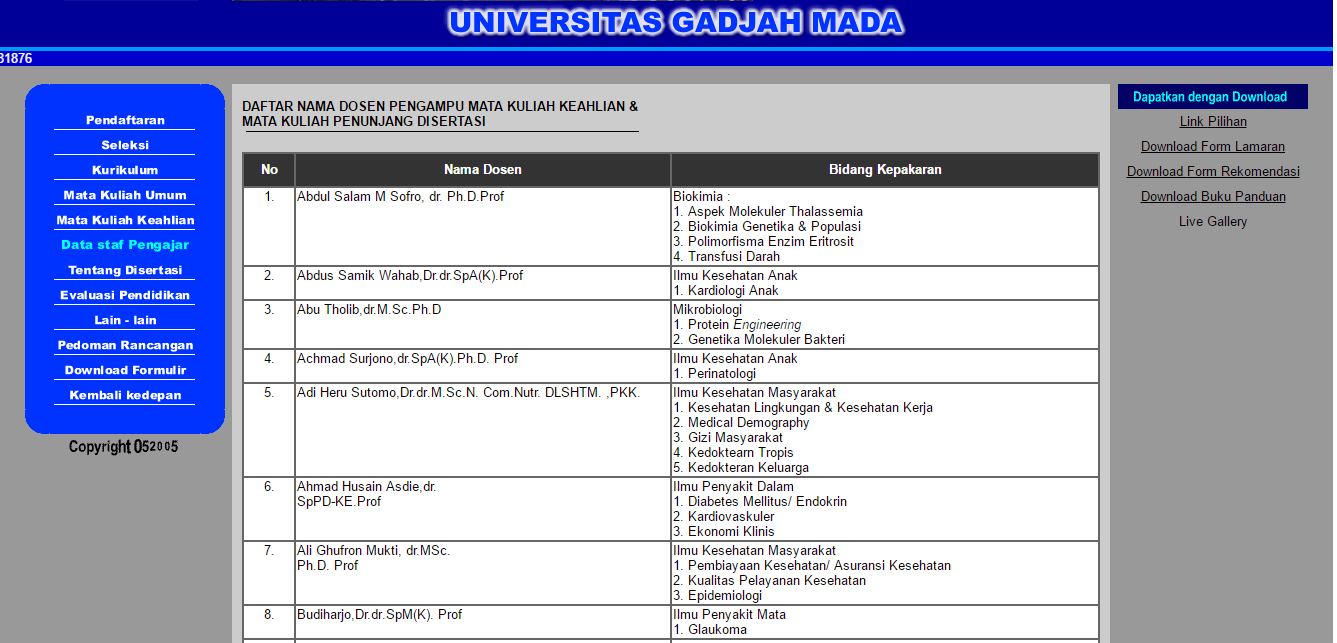 UNIVERSITAS GADJAH MADA
81876
Pendaftaran
Seleksi
Kurikulum
Mata Kuliah Umum
Mata Kuliah Keahlian
Data staf Pengajar
Tentang Disertasi
Evaluasi Pendidikan
Lain - lain
Pedoman Rancangan
Download Formulir
Kembali kedepan
Copyright 052005
DAFTAR NAMA DOSEN PENGAMPU MATA KULIAH KEAHLIAN &
MATA KULIAH PENUNJANG DISERTASI
No Nama Dosen Bidang Kepakaran
1. Abdul Salam M Sofro, dr. Ph.D.Prof Biokimia :
1. Aspek Molekuler Thalassemia
2. Biokimia Genetika & Populasi
3. Polimorfisma Enzim Eritrosit
4. Transfusi Darah
2. Abdus Samik Wahab,Dr.dr.SpA(K).Prof Ilmu Kesehatan Anak
1. Kardiologi Anak
3. Abu Tholib,dr.M.Sc.Ph.D Mikrobiologi
1. Protein Engineering
2. Genetika Molekuler Bakteri
4. Achmad Surjono,dr.SpA(K).Ph.D. Prof Ilmu Kesehatan Anak
1. Perinatologi
5. Adi Heru Sutomo,Dr.dr.M.Sc.N. Com.Nutr. DLSHTM. ,PKK. Ilmu Kesehatan Masyarakat
1. Kesehatan Lingkungan & Kesehatan Kerja
2. Medical Demography
3. Gizi Masyarakat
4. Kedoktearn Tropis
5. Kedokteran Keluarga
6. Ahmad Husain Asdie,dr. Ilmu Penyakit Dalam
SpPD-KE.Prof 1. Diabetes Mellitus/ Endokrin
2. Kardiovaskuler
3. Ekonomi Klinis
7. Ali Ghufron Mukti, dr.MSc. Ilmu Kesehatan Masyarakat
Ph.D. Prof 1. Pembiayaan Kesehatan/ Asuransi Kesehatan
2. Kualitas Pelayanan Kesehatan
3. Epidemiologi
8. Budiharjo,Dr.dr.SpM(K). Prof Ilmu Penyakit Mata
1. Glaukoma
Dapatkan dengan Download
Link Pilihan
Download Form Lamaran
Download Form Rekomendasi
Download Buku Panduan
Live Gallery